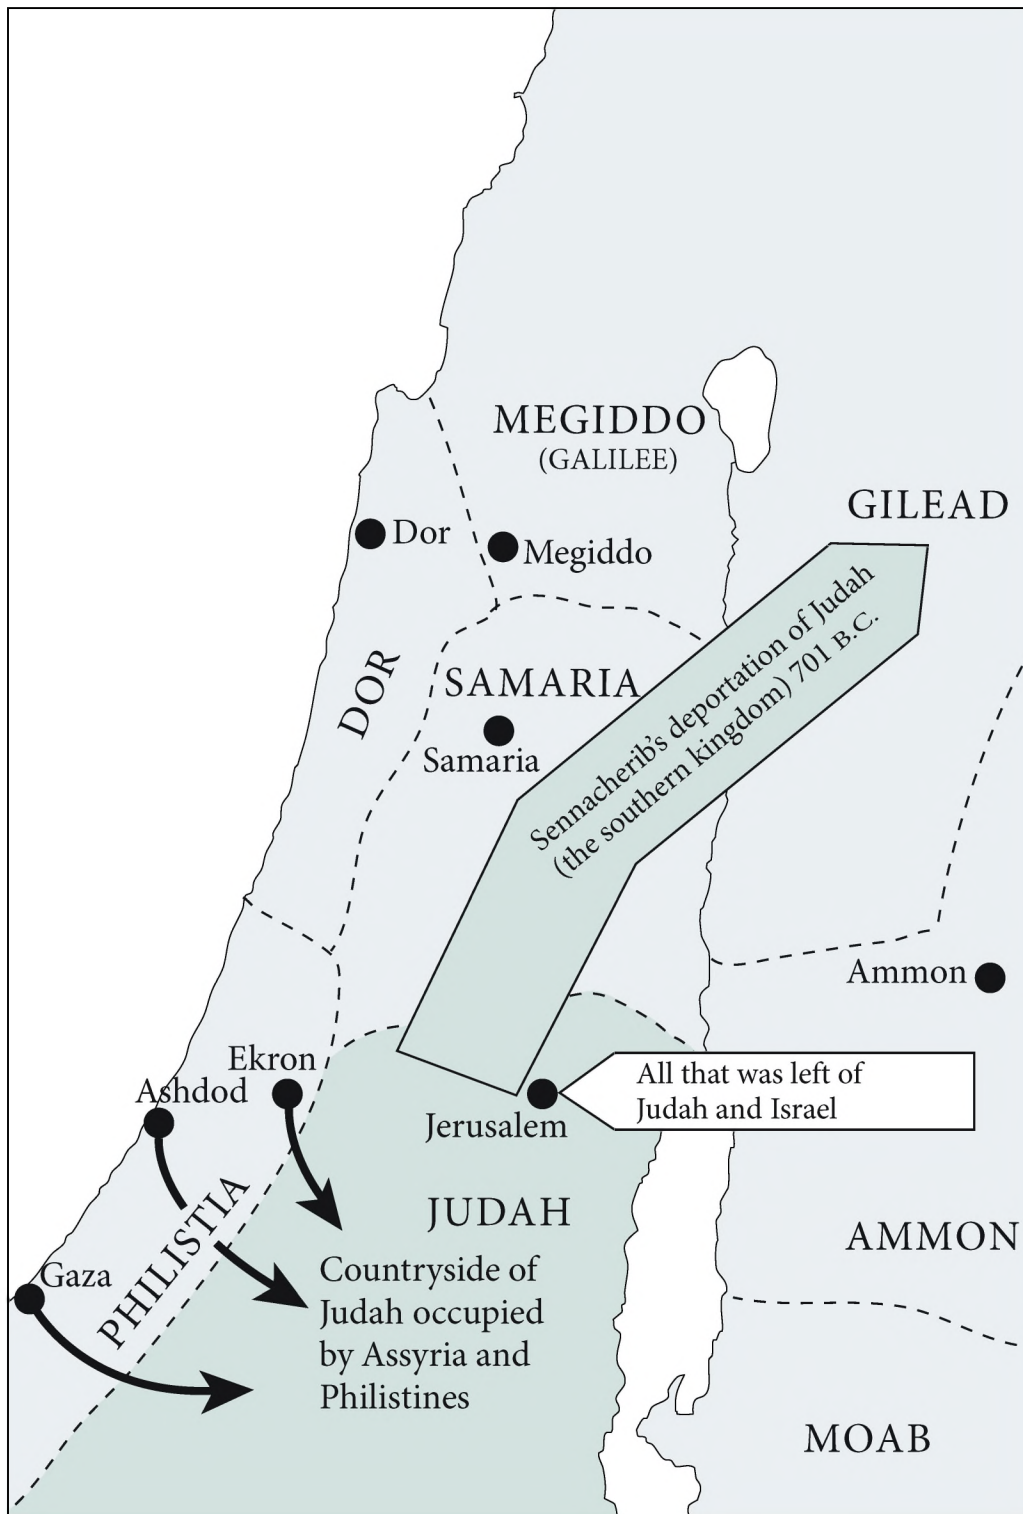 MEGIDDO
(GALILEE)
GILEAD
Dor
Megiddo
Sennacherib's deportation of Judah
(the southern kingdom) 701 B.C.
DOR
SAMARIA
Samaria
Ammon
Ekron
Ashdod
All that was left of
Judah and Israel
Jerusalem
PHILISTIA
JUDAH
AMMON
Gaza
Countryside of
Judah occupied
by Assyria and
Philistines
MOAB